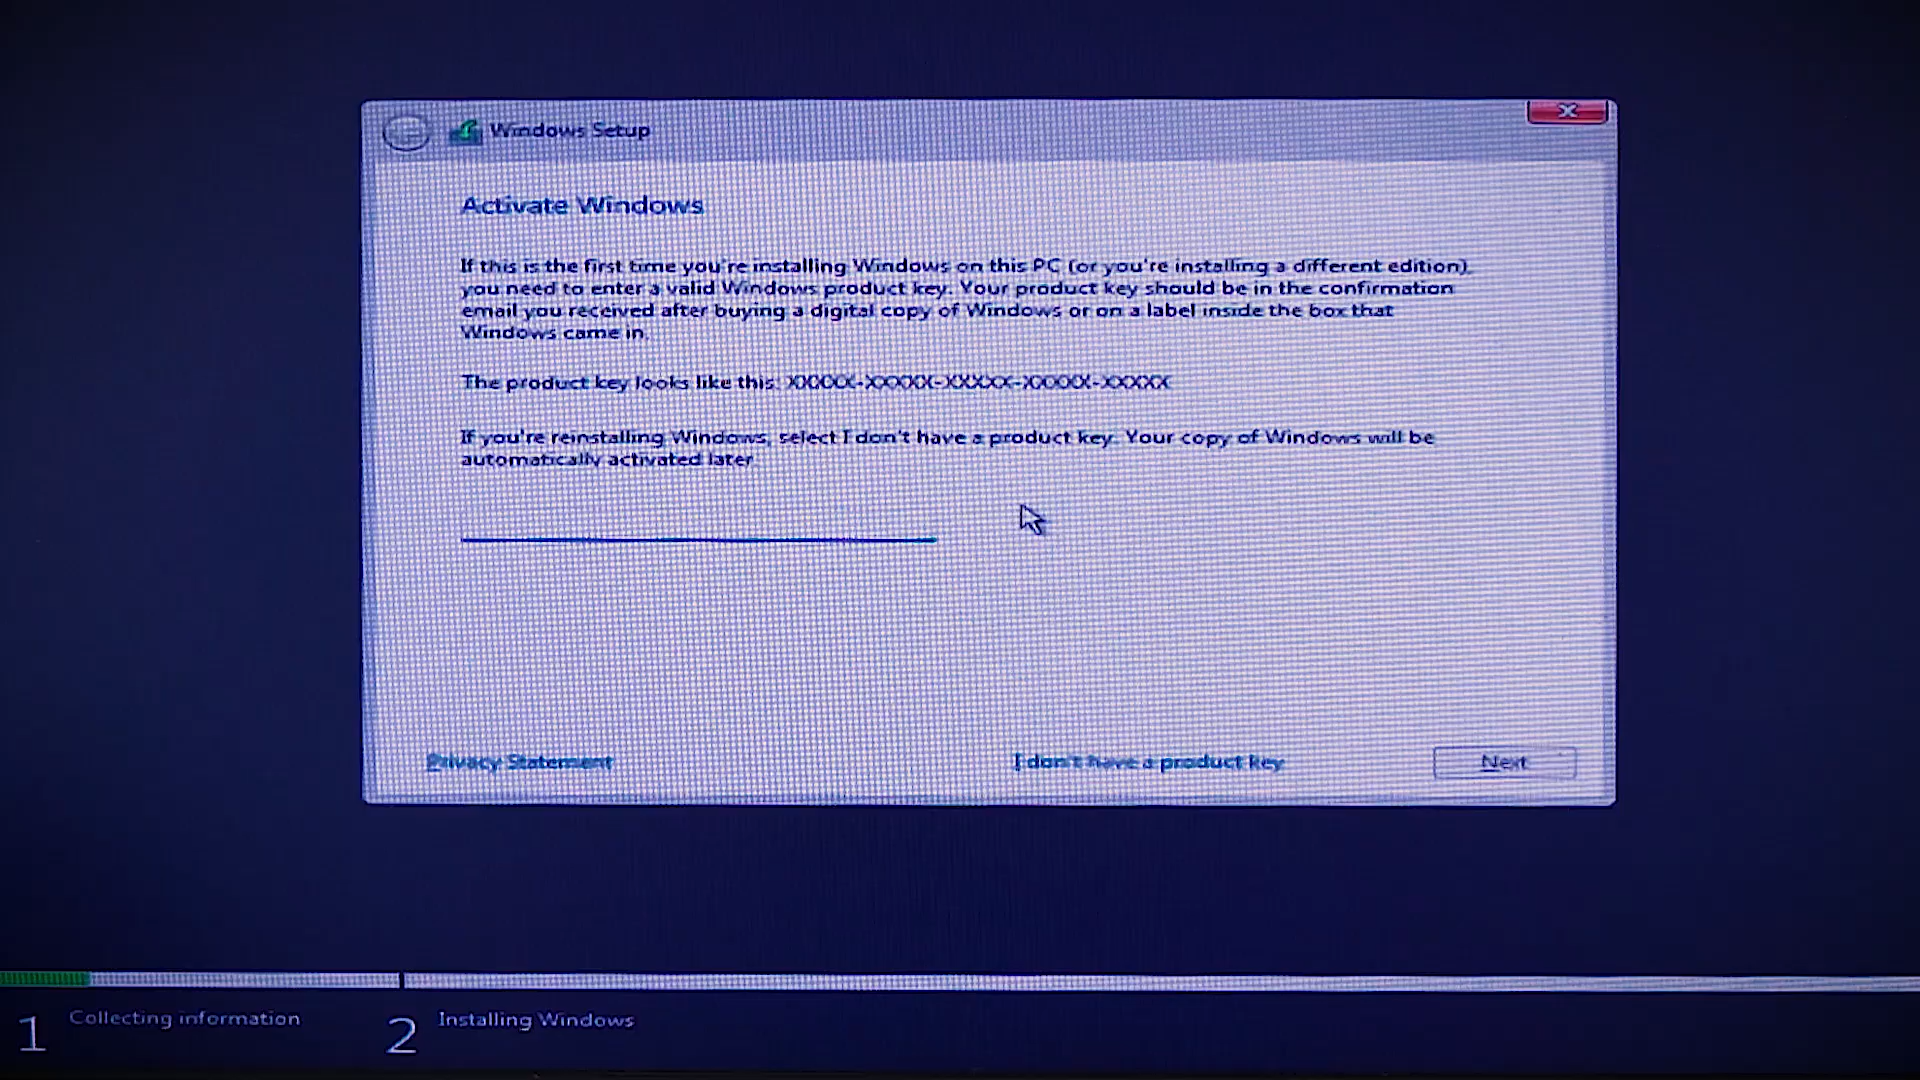 Windows Setup
Activate Windows
If this is the first time you're installing Windows on this PC (or you're installing a different edition),
you need to enter a valid Windows product key. Your product key should be in the confirmation
email you received after buying a digital copy of Windows or on a label inside the box that
Windows came in.
The product key looks like this: XXXXX-XXXXX-XXXXX-XXXXX-XXXXX
If you're reinstalling Windows, select I don't have a product key. Your copy of Windows will be
automatically activated later.
Privacy Statement
I don't have a product key
Next
1 Collecting information
2 Installing Windows